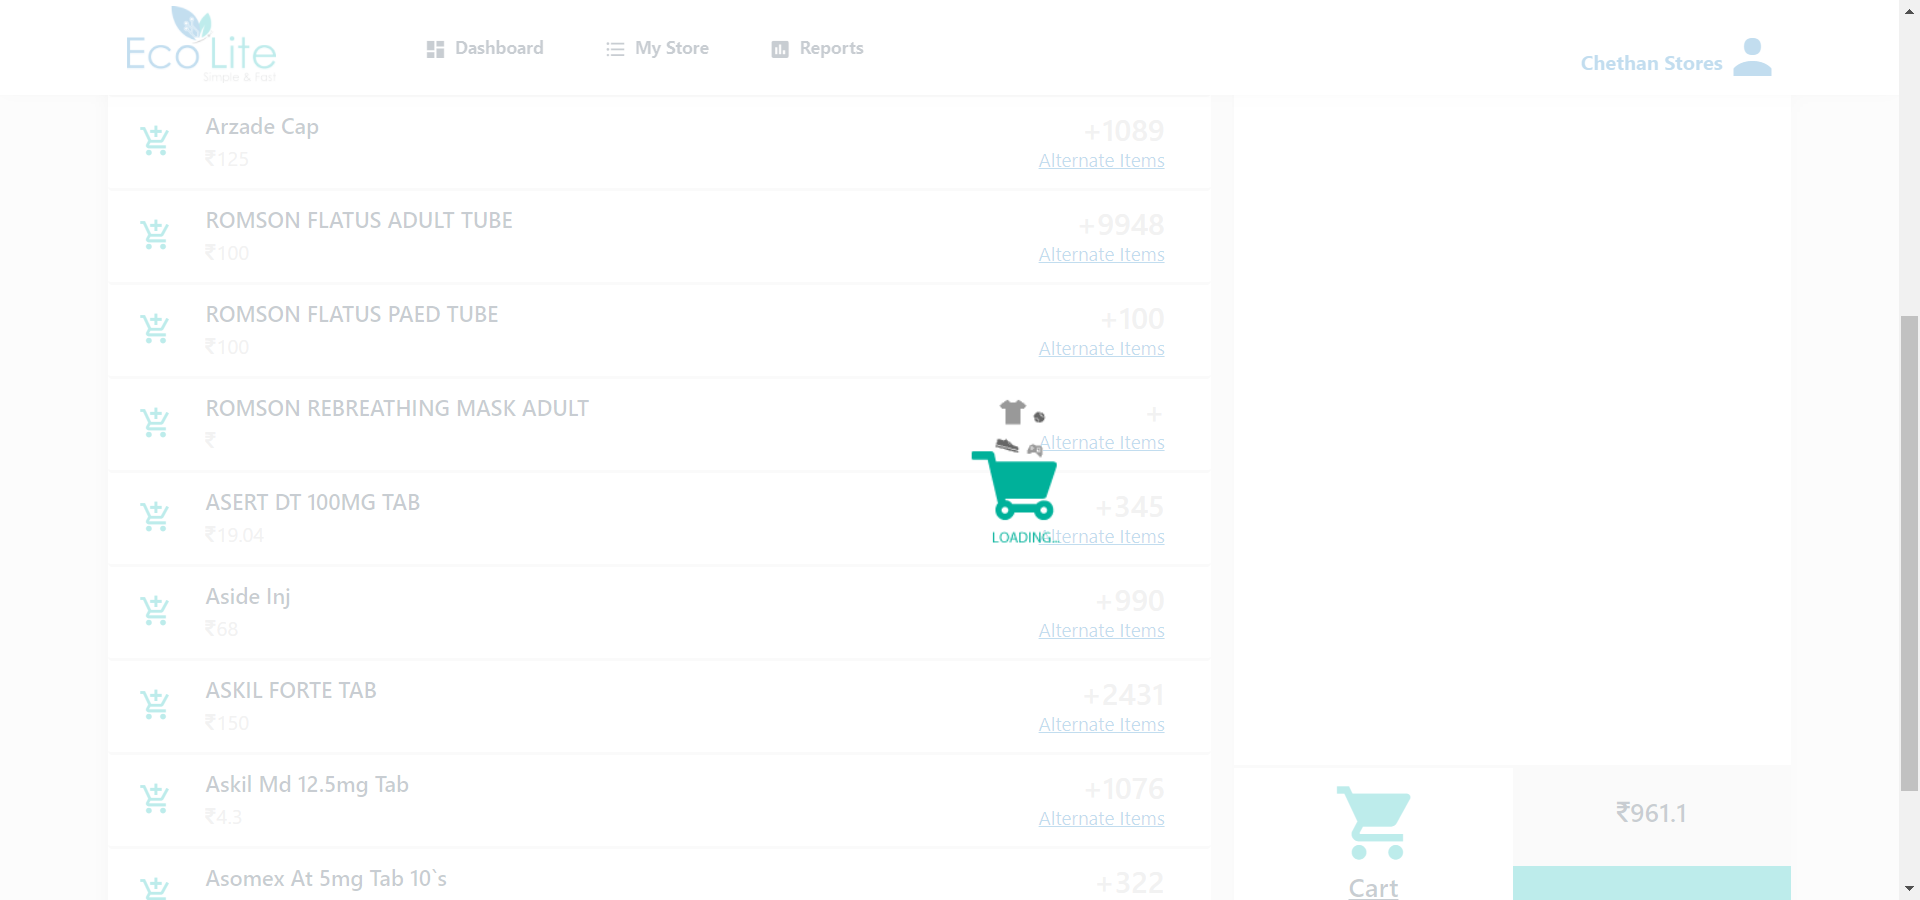 Eco Lite
Simple & Fast
Dashboard
My Store
Reports
Chethan Stores
Arzade Cap
+1089
₹125
Alternate Items
ROMSON FLATUS ADULT TUBE
+9948
₹100
Alternate Items
ROMSON FLATUS PAED TUBE
+100
₹100
Alternate Items
ROMSON REBREATHING MASK ADULT
+
₹
Alternate Items
ASERT DT 100MG TAB
+345
₹19.04
Alternate Items
LOADING...
Aside Inj
+990
₹68
Alternate Items
ASKIL FORTE TAB
+2431
₹150
Alternate Items
Askil Md 12.5mg Tab
+1076
₹4.3
Alternate Items
Asomex At 5mg Tab 10`s
+322
₹961.1
Cart